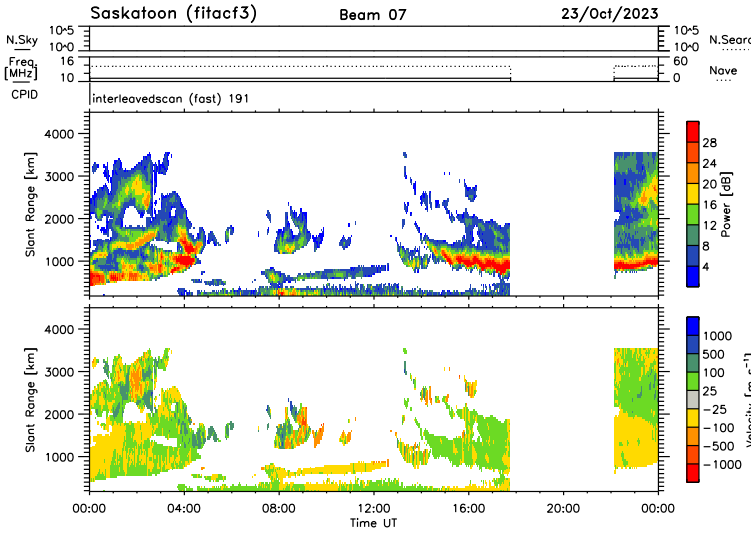 Saskatoon (fitacf3) Beam 07 23/Oct/2023
N.Sky 10^5 10^0 10^5 10^0 N.Sear
Freq. [MHz] 16 10 60 0 Nave
CPID interleavedscan (fast) 191
Slant Range [km]
4000
3000
2000
1000
28
24
20
16
12
8
4
Power [dB]
Slant Range [km]
4000
3000
2000
1000
1000
500
100
25
-25
-100
-500
-1000
Velocity [m s^-1]
00:00 04:00 08:00 12:00 16:00 20:00 00:00
Time UT